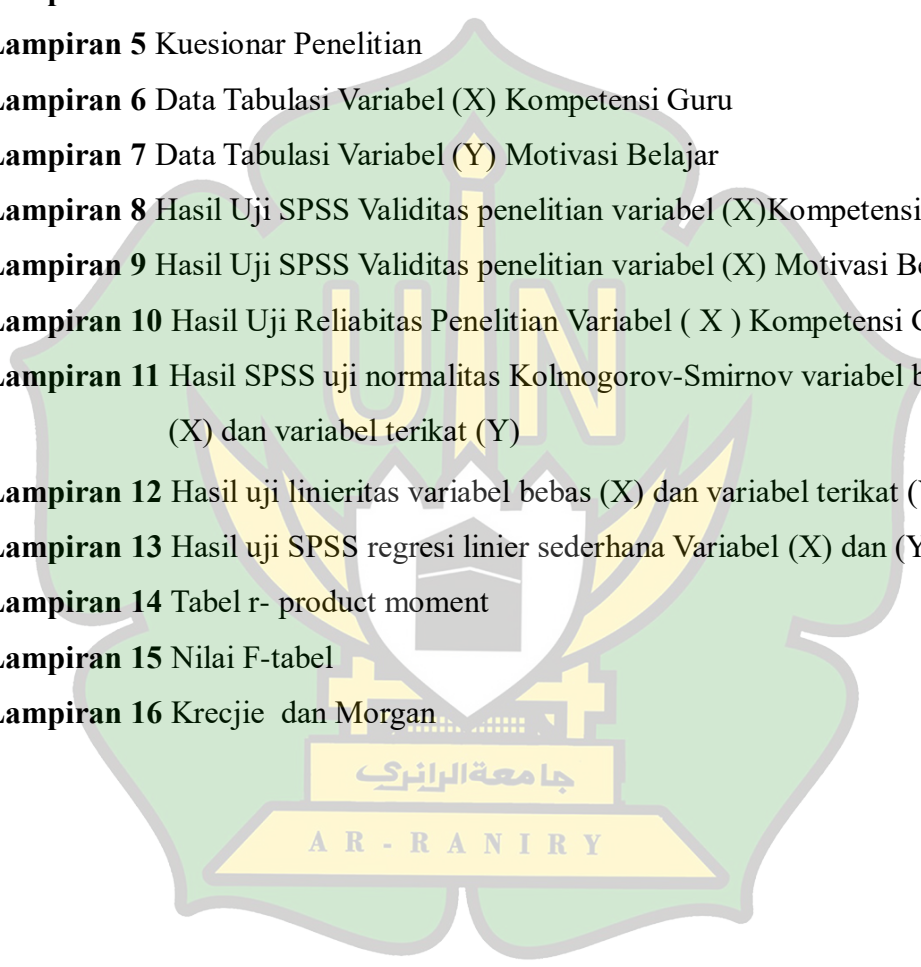 Lampiran 5 Kuesionar Penelitian
Lampiran 6 Data Tabulasi Variabel (X) Kompetensi Guru
Lampiran 7 Data Tabulasi Variabel (Y) Motivasi Belajar
Lampiran 8 Hasil Uji SPSS Validitas penelitian variabel (X)Kompetensi
Lampiran 9 Hasil Uji SPSS Validitas penelitian variabel (X) Motivasi
Lampiran 10 Hasil Uji Reliabitas Penelitian Variabel ( X ) Kompetensi
Lampiran 11 Hasil SPSS uji normalitas Kolmogorov-Smirnov variabel
(X) dan variabel terikat (Y)
Lampiran 12 Hasil uji linieritas variabel bebas (X) dan variabel terikat
Lampiran 13 Hasil uji SPSS regresi linier sederhana Variabel (X) dan (Y
Lampiran 14 Tabel r- product moment
Lampiran 15 Nilai F-tabel
Lampiran 16 Krecjie dan Morgan
UIN
جامعة الرانري
AR-RANIRY